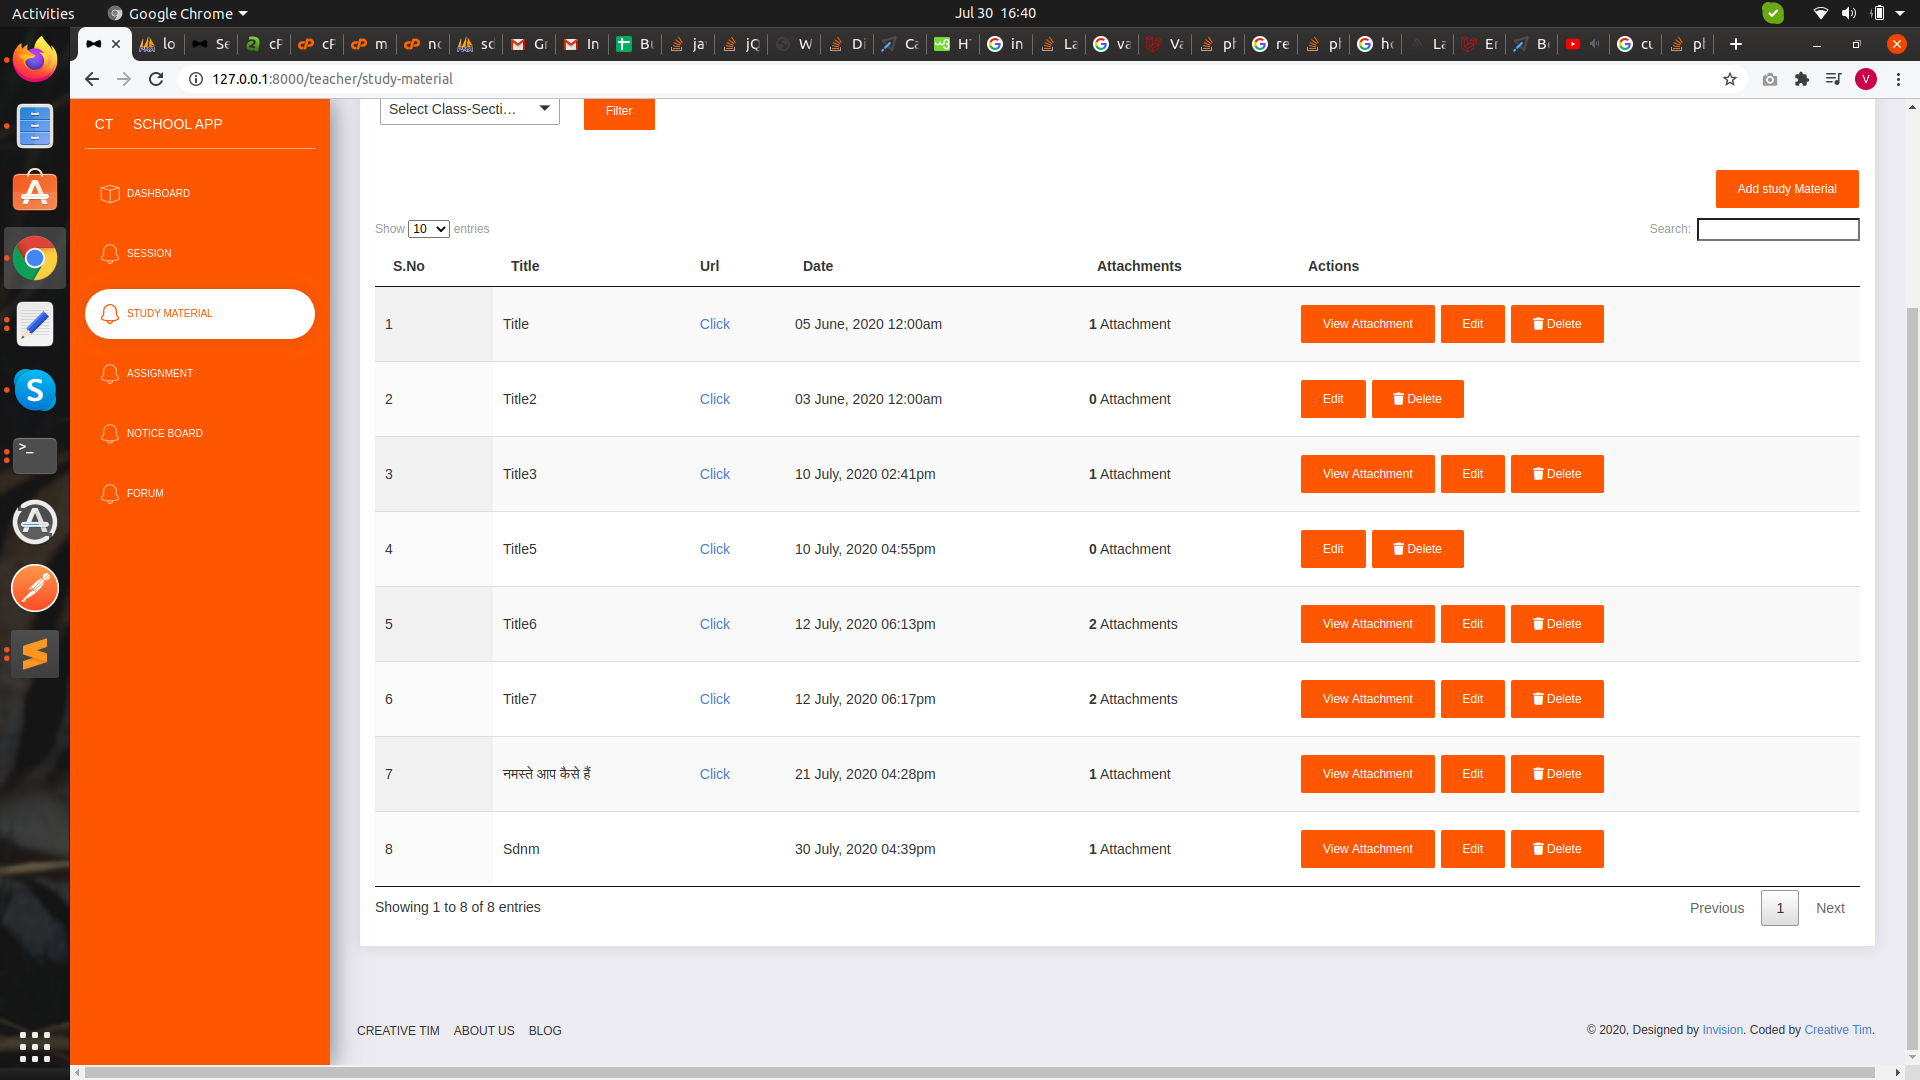 Activities Google Chrome Jul 30 16:40
lo Se cP cP m no sc G In Bu ja jQ W Di Ca H in La va Va ph re pl ho La Er Be cu pl
127.0.0.1:8000/teacher/study-material V
CT SCHOOL APP
DASHBOARD
SESSION
STUDY MATERIAL
ASSIGNMENT
NOTICE BOARD
FORUM
Select Class-Secti… Filter
Add study Material
Show 10 entries Search:
S.No Title Url Date Attachments Actions
1 Title Click 05 June, 2020 12:00am 1 Attachment View Attachment Edit Delete
2 Title2 Click 03 June, 2020 12:00am 0 Attachment Edit Delete
3 Title3 Click 10 July, 2020 02:41pm 1 Attachment View Attachment Edit Delete
4 Title5 Click 10 July, 2020 04:55pm 0 Attachment Edit Delete
5 Title6 Click 12 July, 2020 06:13pm 2 Attachments View Attachment Edit Delete
6 Title7 Click 12 July, 2020 06:17pm 2 Attachments View Attachment Edit Delete
7 नमस्ते आप कैसे हैं Click 21 July, 2020 04:28pm 1 Attachment View Attachment Edit Delete
8 Sdnm 30 July, 2020 04:39pm 1 Attachment View Attachment Edit Delete
Showing 1 to 8 of 8 entries Previous 1 Next
CREATIVE TIM ABOUT US BLOG © 2020, Designed by Invision. Coded by Creative Tim.